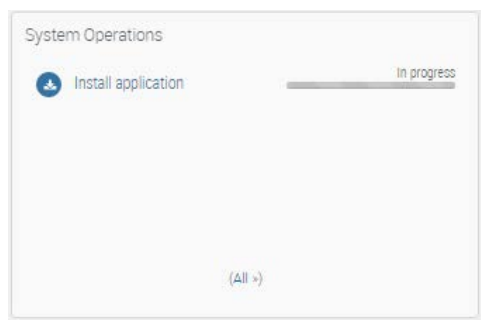 System Operations
In progress
Install application
(All »)